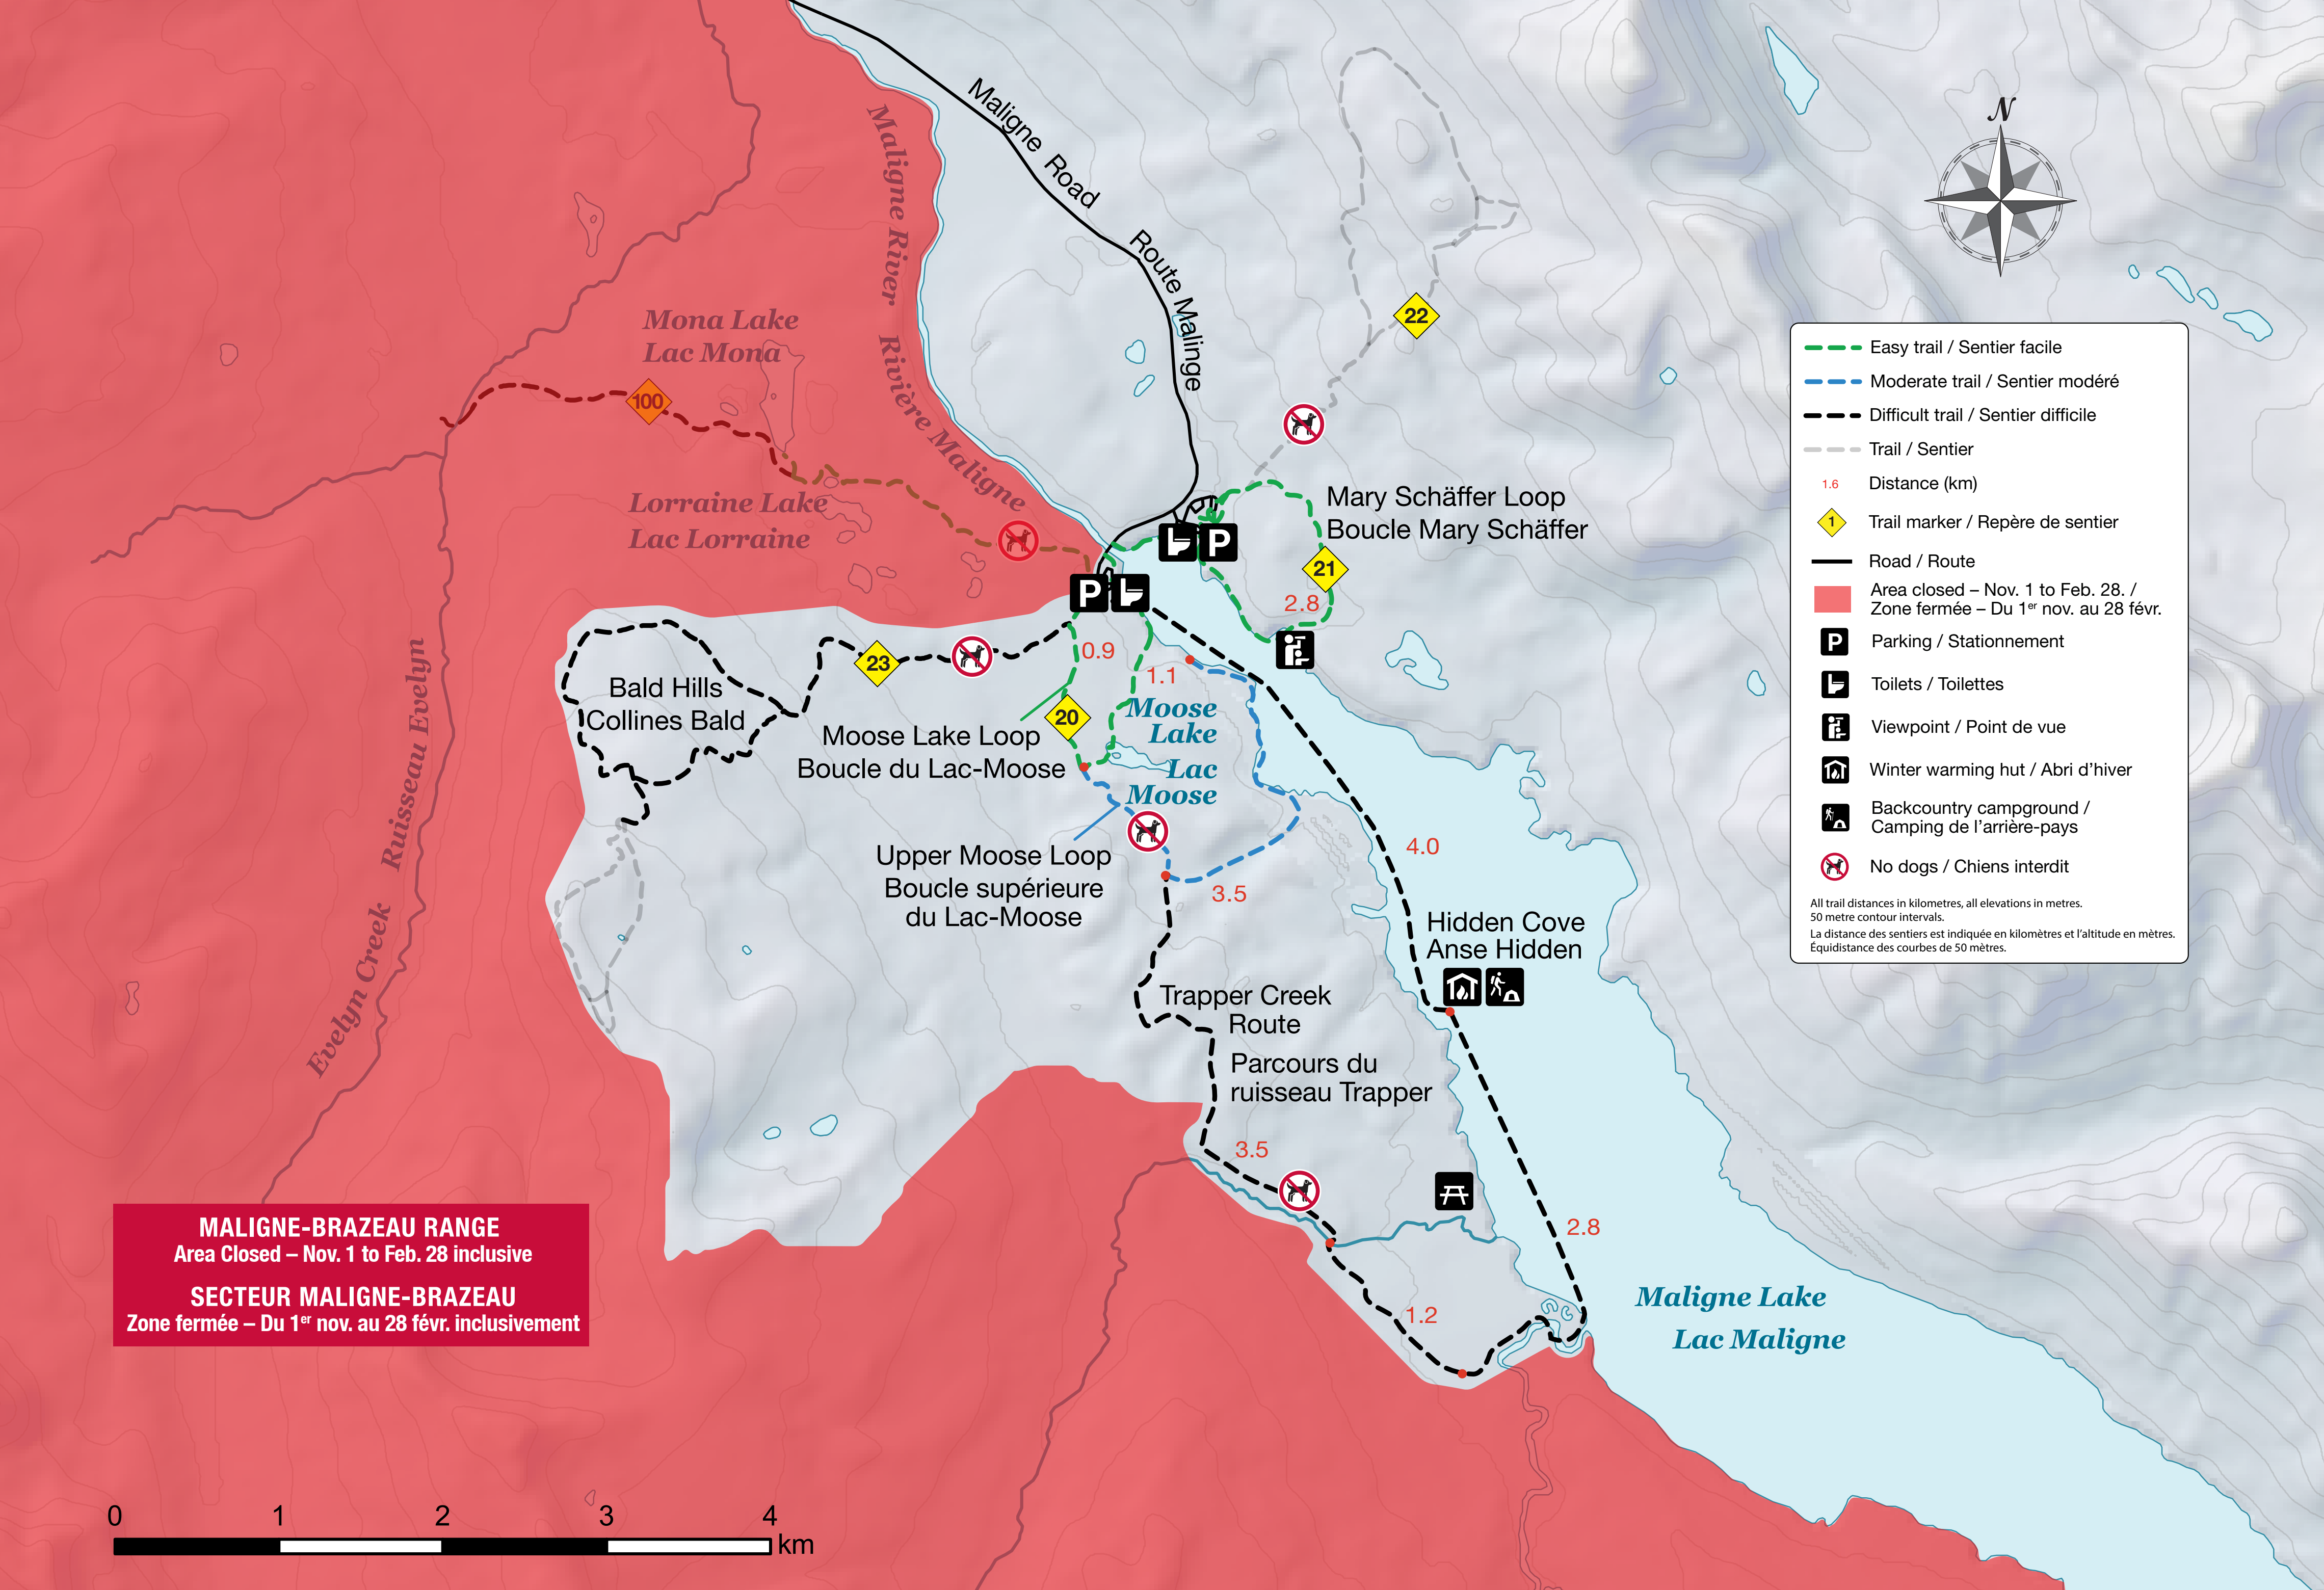 Maligne Road
Route Malinge
Maligne River
Rivière Maligne
Mona Lake
Lac Mona
100
Lorraine Lake
Lac Lorraine
22
Mary Schäffer Loop
Boucle Mary Schäffer
21
2.8
P
P
0.9
1.1
23
Bald Hills
Collines Bald
20
Moose Lake Loop
Boucle du Lac-Moose
Moose
Lake
Lac
Moose
Upper Moose Loop
Boucle supérieure
du Lac-Moose
3.5
4.0
Hidden Cove
Anse Hidden
Trapper Creek
Route
Parcours du
ruisseau Trapper
3.5
1.2
2.8
Maligne Lake
Lac Maligne
Evelyn Creek
Ruisseau Evelyn
MALIGNE-BRAZEAU RANGE
Area Closed – Nov. 1 to Feb. 28 inclusive
SECTEUR MALIGNE-BRAZEAU
Zone fermée – Du 1er nov. au 28 févr. inclusivement
0 1 2 3 4
km
N
Easy trail / Sentier facile
Moderate trail / Sentier modéré
Difficult trail / Sentier difficile
Trail / Sentier
1.6 Distance (km)
1 Trail marker / Repère de sentier
Road / Route
Area closed – Nov. 1 to Feb. 28. /
Zone fermée – Du 1er nov. au 28 févr.
P Parking / Stationnement
Toilets / Toilettes
Viewpoint / Point de vue
Winter warming hut / Abri d'hiver
Backcountry campground /
Camping de l'arrière-pays
No dogs / Chiens interdit
All trail distances in kilometres, all elevations in metres.
50 metre contour intervals.
La distance des sentiers est indiquée en kilomètres et l'altitude en mètres.
Équidistance des courbes de 50 mètres.